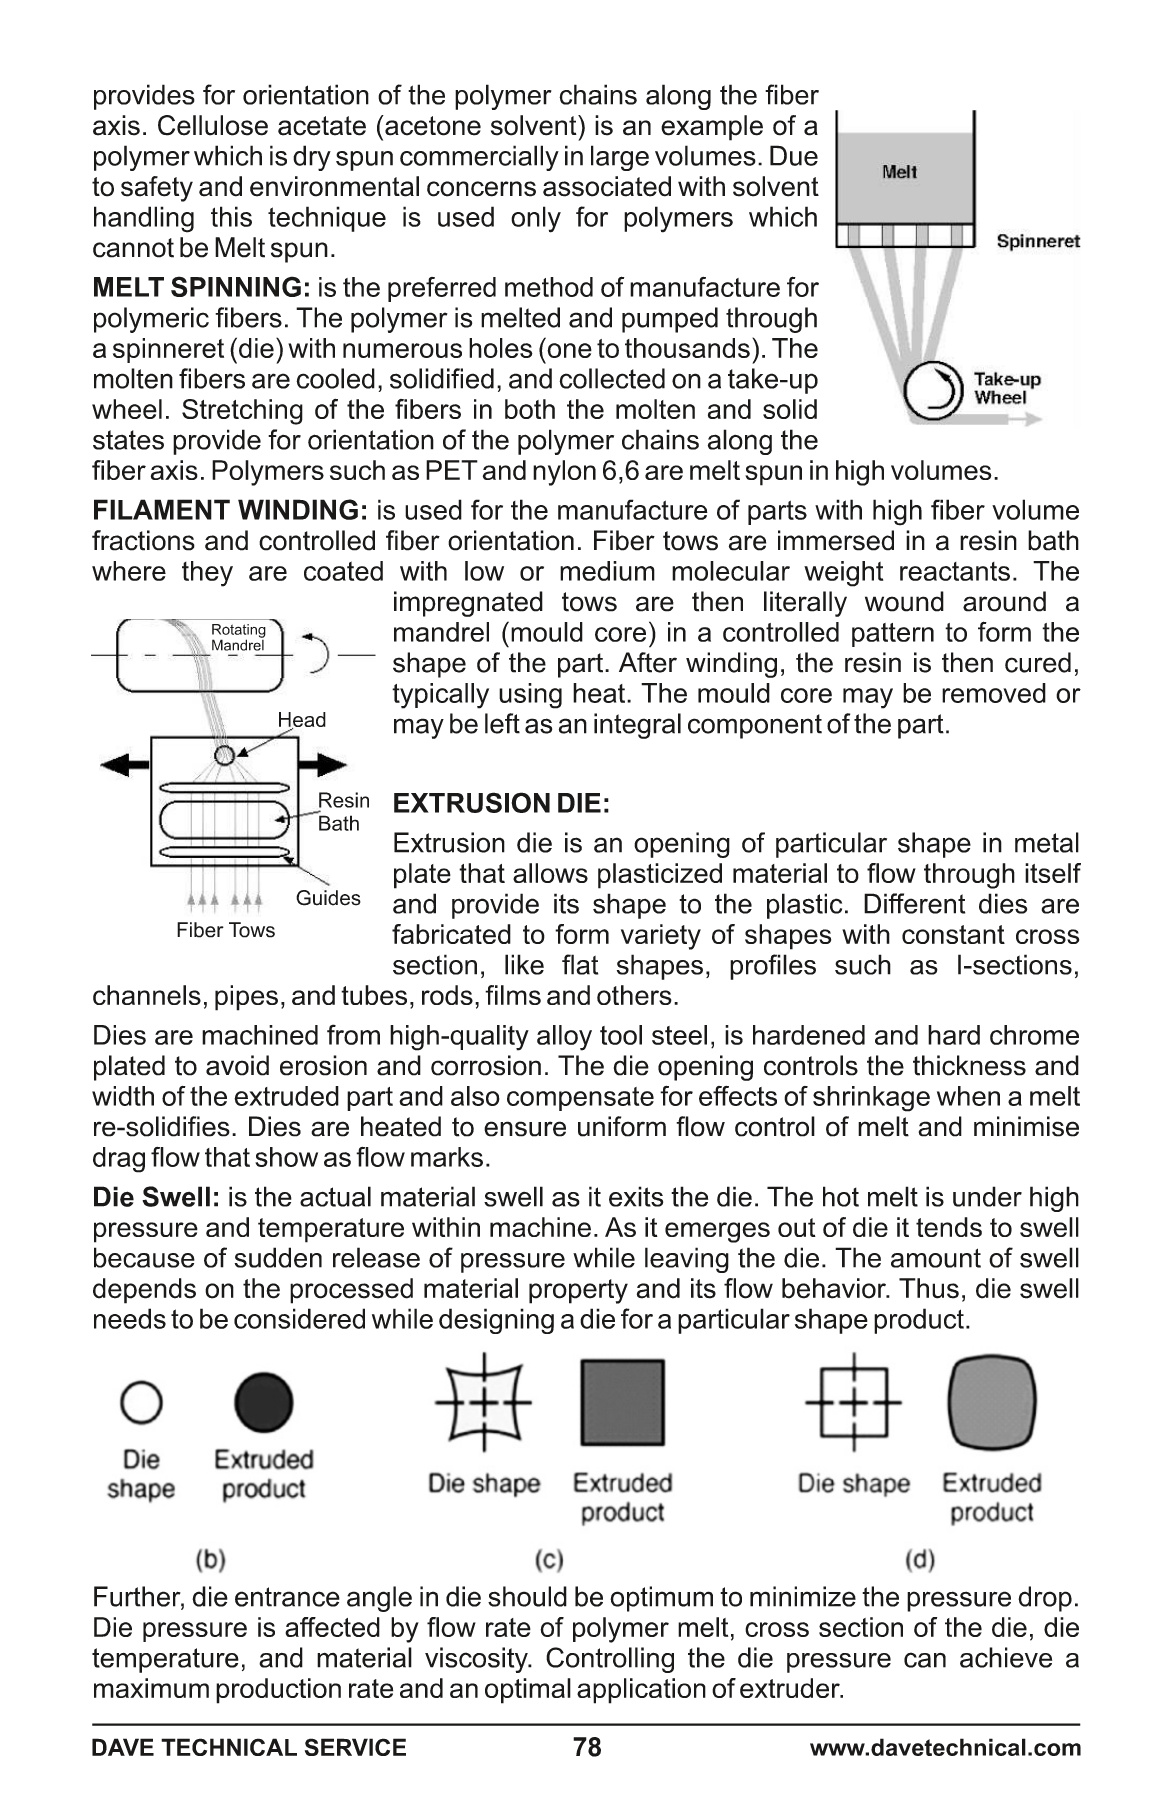 provides for orientation of the polymer chains along the fiber
axis. Cellulose acetate (acetone solvent) is an example of a
polymer which is dry spun commercially in large volumes. Due
to safety and environmental concerns associated with solvent
handling this technique is used only for polymers which
cannot be Melt spun.
Melt
Spinneret
Take-up
Wheel
MELT SPINNING: is the preferred method of manufacture for
polymeric fibers. The polymer is melted and pumped through
a spinneret (die) with numerous holes (one to thousands). The
molten fibers are cooled, solidified, and collected on a take-up
wheel. Stretching of the fibers in both the molten and solid
states provide for orientation of the polymer chains along the
fiber axis. Polymers such as PET and nylon 6,6 are melt spun in high volumes.
FILAMENT WINDING: is used for the manufacture of parts with high fiber volume
fractions and controlled fiber orientation. Fiber tows are immersed in a resin bath
where they are coated with low or medium molecular weight reactants. The
impregnated tows are then literally wound around a
mandrel (mould core) in a controlled pattern to form the
shape of the part. After winding, the resin is then cured,
typically using heat. The mould core may be removed or
may be left as an integral component of the part.
Rotating
Mandrel
Head
Resin
Bath
Guides
Fiber Tows
EXTRUSION DIE:
Extrusion die is an opening of particular shape in metal
plate that allows plasticized material to flow through itself
and provide its shape to the plastic. Different dies are
fabricated to form variety of shapes with constant cross
section, like flat shapes, profiles such as I-sections,
channels, pipes, and tubes, rods, films and others.
Dies are machined from high-quality alloy tool steel, is hardened and hard chrome
plated to avoid erosion and corrosion. The die opening controls the thickness and
width of the extruded part and also compensate for effects of shrinkage when a melt
re-solidifies. Dies are heated to ensure uniform flow control of melt and minimise
drag flow that show as flow marks.
Die Swell: is the actual material swell as it exits the die. The hot melt is under high
pressure and temperature within machine. As it emerges out of die it tends to swell
because of sudden release of pressure while leaving the die. The amount of swell
depends on the processed material property and its flow behavior. Thus, die swell
needs to be considered while designing a die for a particular shape product.
Die
shape
Extruded
product
(b)
Die shape
Extruded
product
(c)
Die shape
Extruded
product
(d)
Further, die entrance angle in die should be optimum to minimize the pressure drop.
Die pressure is affected by flow rate of polymer melt, cross section of the die, die
temperature, and material viscosity. Controlling the die pressure can achieve a
maximum production rate and an optimal application of extruder.
DAVE TECHNICAL SERVICE 78 www.davetechnical.com